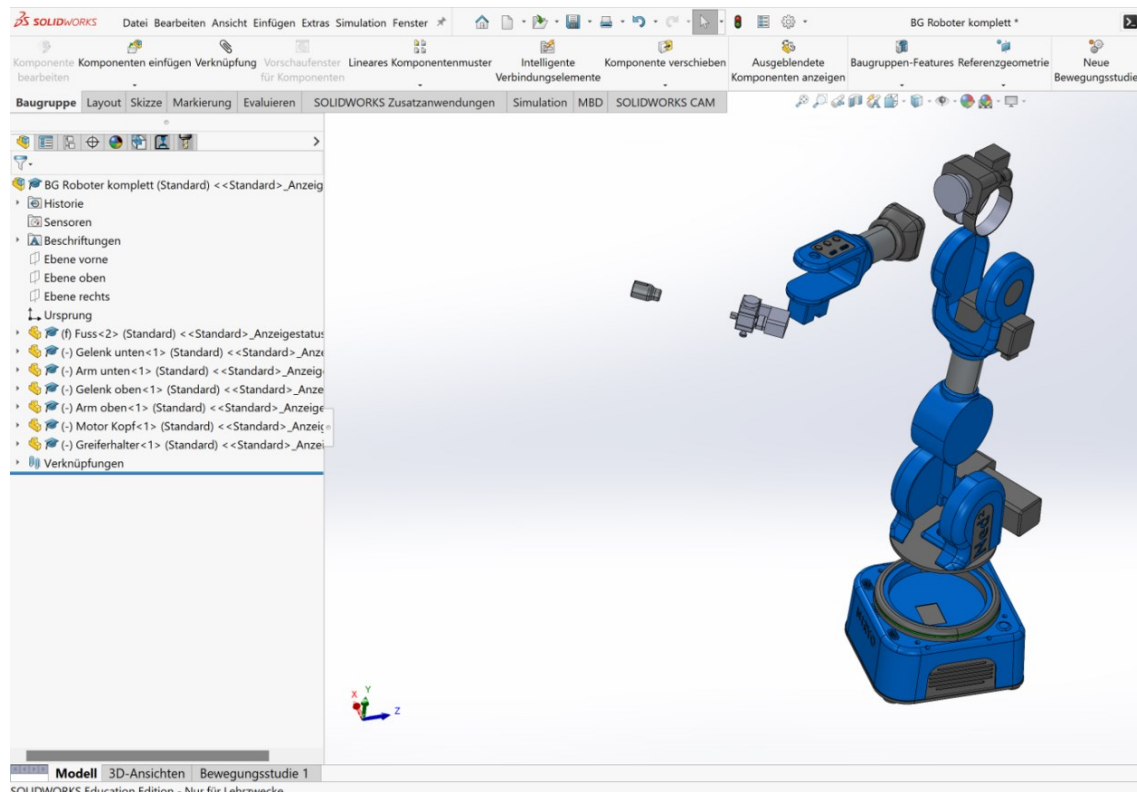 SOLIDWORKS Datei Bearbeiten Ansicht Einfügen Extras Simulation Fenster BG Roboter komplett *
Komponente bearbeiten
Komponenten einfügen
Verknüpfung
Vorschaufenster für Komponenten
Lineares Komponentenmuster
Intelligente Verbindungselemente
Komponente verschieben
Ausgeblendete Komponenten anzeigen
Baugruppen-Features
Referenzgeometrie
Neue Bewegungsstudie
Baugruppe Layout Skizze Markierung Evaluieren SOLIDWORKS Zusatzanwendungen Simulation MBD SOLIDWORKS CAM
BG Roboter komplett (Standard) <<Standard>_Anzeig
Historie
Sensoren
Beschriftungen
Ebene vorne
Ebene oben
Ebene rechts
Ursprung
(f) Fuss<2> (Standard) <<Standard>_Anzeigestatus
(-) Gelenk unten<1> (Standard) <<Standard>_Anze
(-) Arm unten<1> (Standard) <<Standard>_Anzeig
(-) Gelenk oben<1> (Standard) <<Standard>_Anze
(-) Arm oben<1> (Standard) <<Standard>_Anzeige
(-) Motor Kopf<1> (Standard) <<Standard>_Anzeig
(-) Greiferhalter<1> (Standard) <<Standard>_Anzei
Verknüpfungen
Ned2
NIRYO
X Y Z
Modell 3D-Ansichten Bewegungsstudie 1
SOLIDWORKS Education Edition - Nur für Lehrzwecke